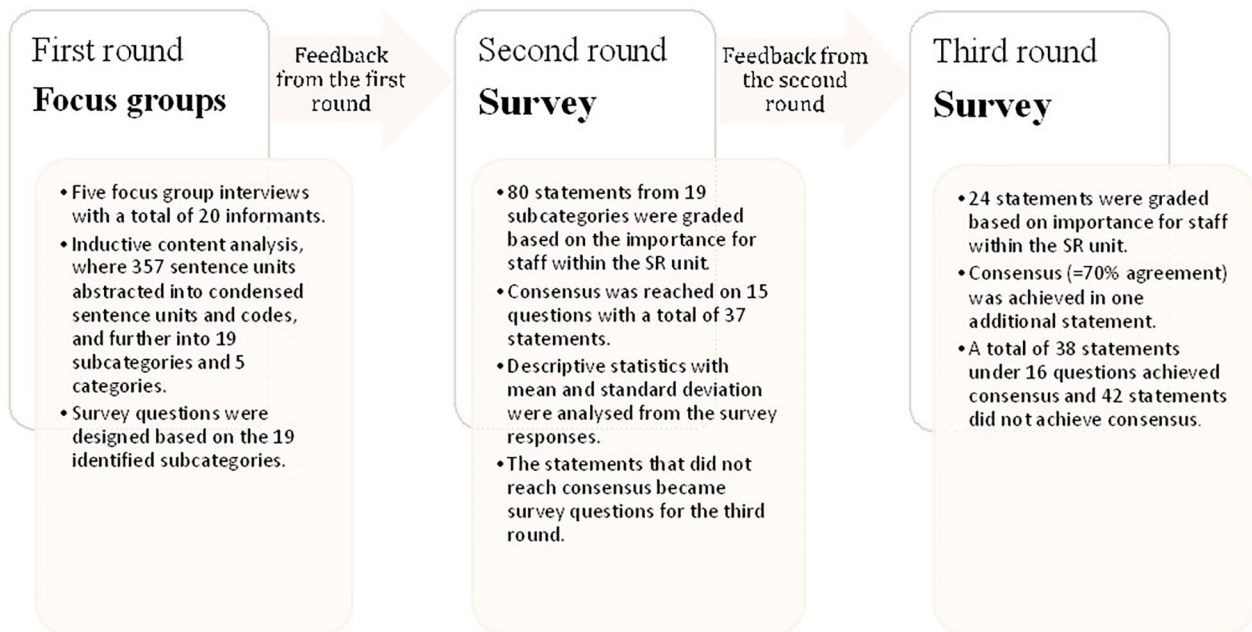 First round
Focus groups
• Five focus group interviews
with a total of 20 informants.
• Inductive content analysis,
where 357 sentence units
abstracted into condensed
sentence units and codes,
and further into 19
subcategories and 5
categories.
• Survey questions were
designed based on the 19
identified subcategories.
Feedback
from the first
round
Second round
Survey
• 80 statements from 19
subcategories were graded
based on the importance for
staff within the SR unit.
• Consensus was reached on 15
questions with a total of 37
statements.
• Descriptive statistics with
mean and standard deviation
were analysed from the survey
responses.
• The statements that did not
reach consensus became
survey questions for the third
round.
Feedback from
the second
round
Third round
Survey
• 24 statements were graded
based on importance for staff
within the SR unit.
• Consensus (=70% agreement)
was achieved in one
additional statement.
• A total of 38 statements
under 16 questions achieved
consensus and 42 statements
did not achieve consensus.